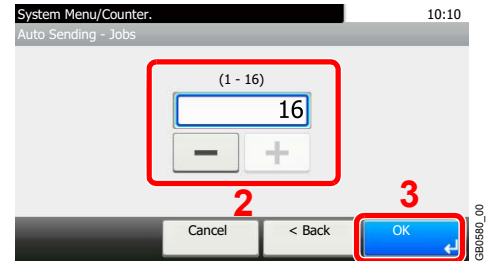 System Menu/Counter. 10:10
Auto Sending - Jobs
(1 - 16)
16
− +
2 3
Cancel < Back OK
GB0580_00